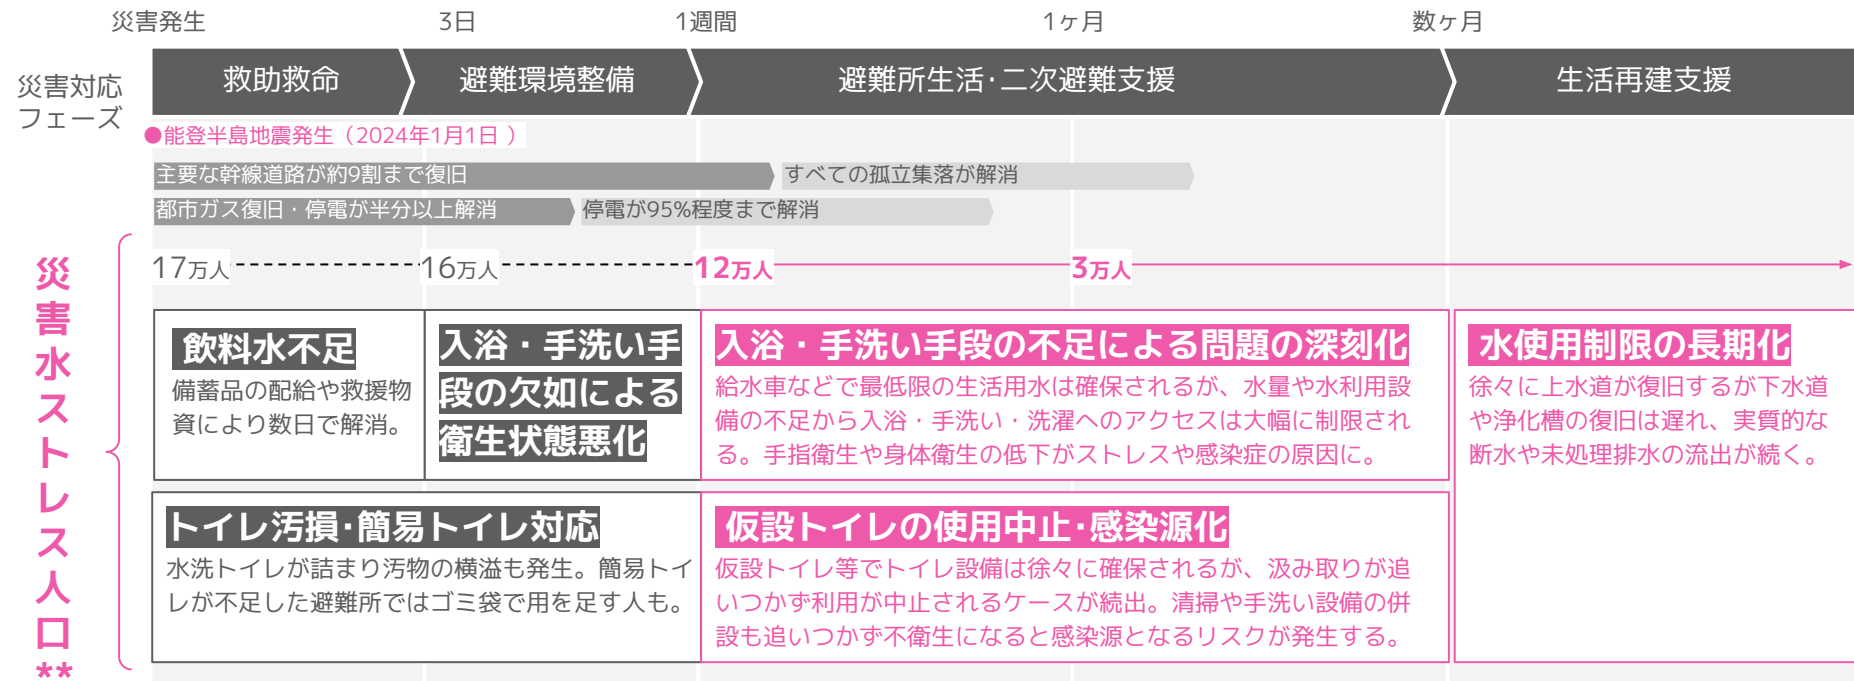 災害発生
3日
1週間
1ヶ月
数ヶ月
災害対応
フェーズ
救助救命
避難環境整備
避難所生活･二次避難支援
生活再建支援
●能登半島地震発生（2024年1月1日 ）
主要な幹線道路が約9割まで復旧
すべての孤立集落が解消
都市ガス復旧・停電が半分以上解消
停電が95%程度まで解消
災害水ストレス人口**
17万人
16万人
12万人
3万人
飲料水不足
備蓄品の配給や救援物
資により数日で解消。
入浴・手洗い手
段の欠如による
衛生状態悪化
入浴・手洗い手段の不足による問題の深刻化
給水車などで最低限の生活用水は確保されるが、水量や水利用設
備の不足から入浴・手洗い・洗濯へのアクセスは大幅に制限され
る。手指衛生や身体衛生の低下がストレスや感染症の原因に。
水使用制限の長期化
徐々に上水道が復旧するが下水道
や浄化槽の復旧は遅れ、実質的な
断水や未処理排水の流出が続く。
トイレ汚損･簡易トイレ対応
水洗トイレが詰まり汚物の横溢も発生。簡易トイ
レが不足した避難所ではゴミ袋で用を足す人も。
仮設トイレの使用中止･感染源化
仮設トイレ等でトイレ設備は徐々に確保されるが、汲み取りが追
いつかず利用が中止されるケースが続出。清掃や手洗い設備の併
設も追いつかず不衛生になると感染源となるリスクが発生する。